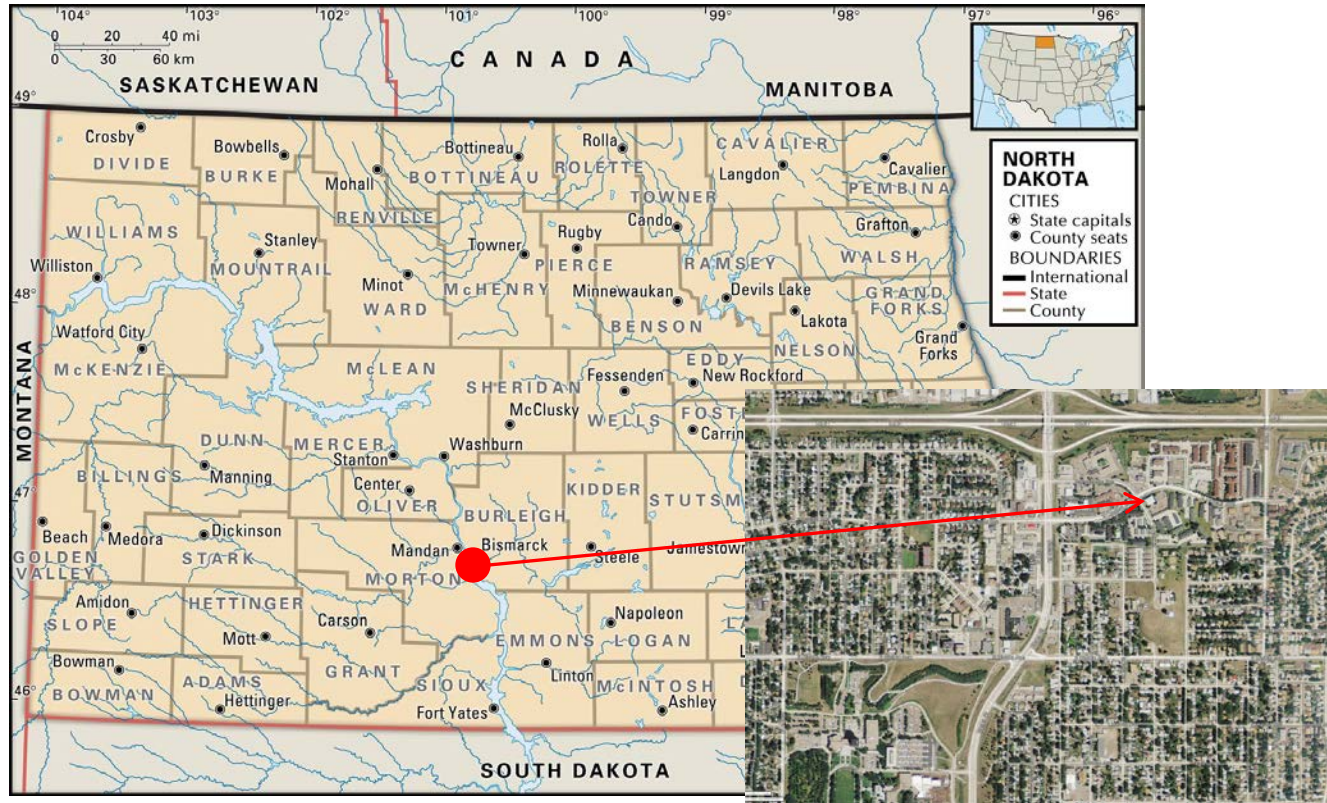 104° 103° 102° 101° 100° 99° 98° 97° 96°
0 20 40 mi
0 30 60 km
CANADA
SASKATCHEWAN
MANITOBA
49°
48°
47°
46°
MONTANA
SOUTH DAKOTA
NORTH
DAKOTA
CITIES
State capitals
County seats
BOUNDARIES
International
State
County
Crosby
DIVIDE
Bowbells
BURKE
Mohall
RENVILLE
Bottineau
BOTTINEAU
Rolla
ROLETTE
CAVALIER
Langdon
Cavalier
PEMBINA
TOWNER
Cando
WILLIAMS
Williston
Stanley
MOUNTRAIL
Minot
WARD
Towner
McHENRY
Rugby
PIERCE
Minnewaukan
BENSON
RAMSEY
Devils Lake
Grafton
WALSH
GRAND
FORKS
Lakota
NELSON
Grand
Forks
Watford City
McKENZIE
McLEAN
SHERIDAN
McClusky
Fessenden
WELLS
EDDY
New Rockford
FOST
Carrin
DUNN
Manning
MERCER
Stanton
Washburn
Center
OLIVER
BILLINGS
Beach
GOLDEN
VALLEY
Medora
Dickinson
STARK
Mandan
MORTON
BURLEIGH
Bismarck
KIDDER
Steele
STUTSM
Jamestown
Amidon
SLOPE
HETTINGER
Mott
Carson
GRANT
EMMONS
Linton
Napoleon
LOGAN
Bowman
BOWMAN
ADAMS
Hettinger
SIOUX
Fort Yates
McINTOSH
Ashley